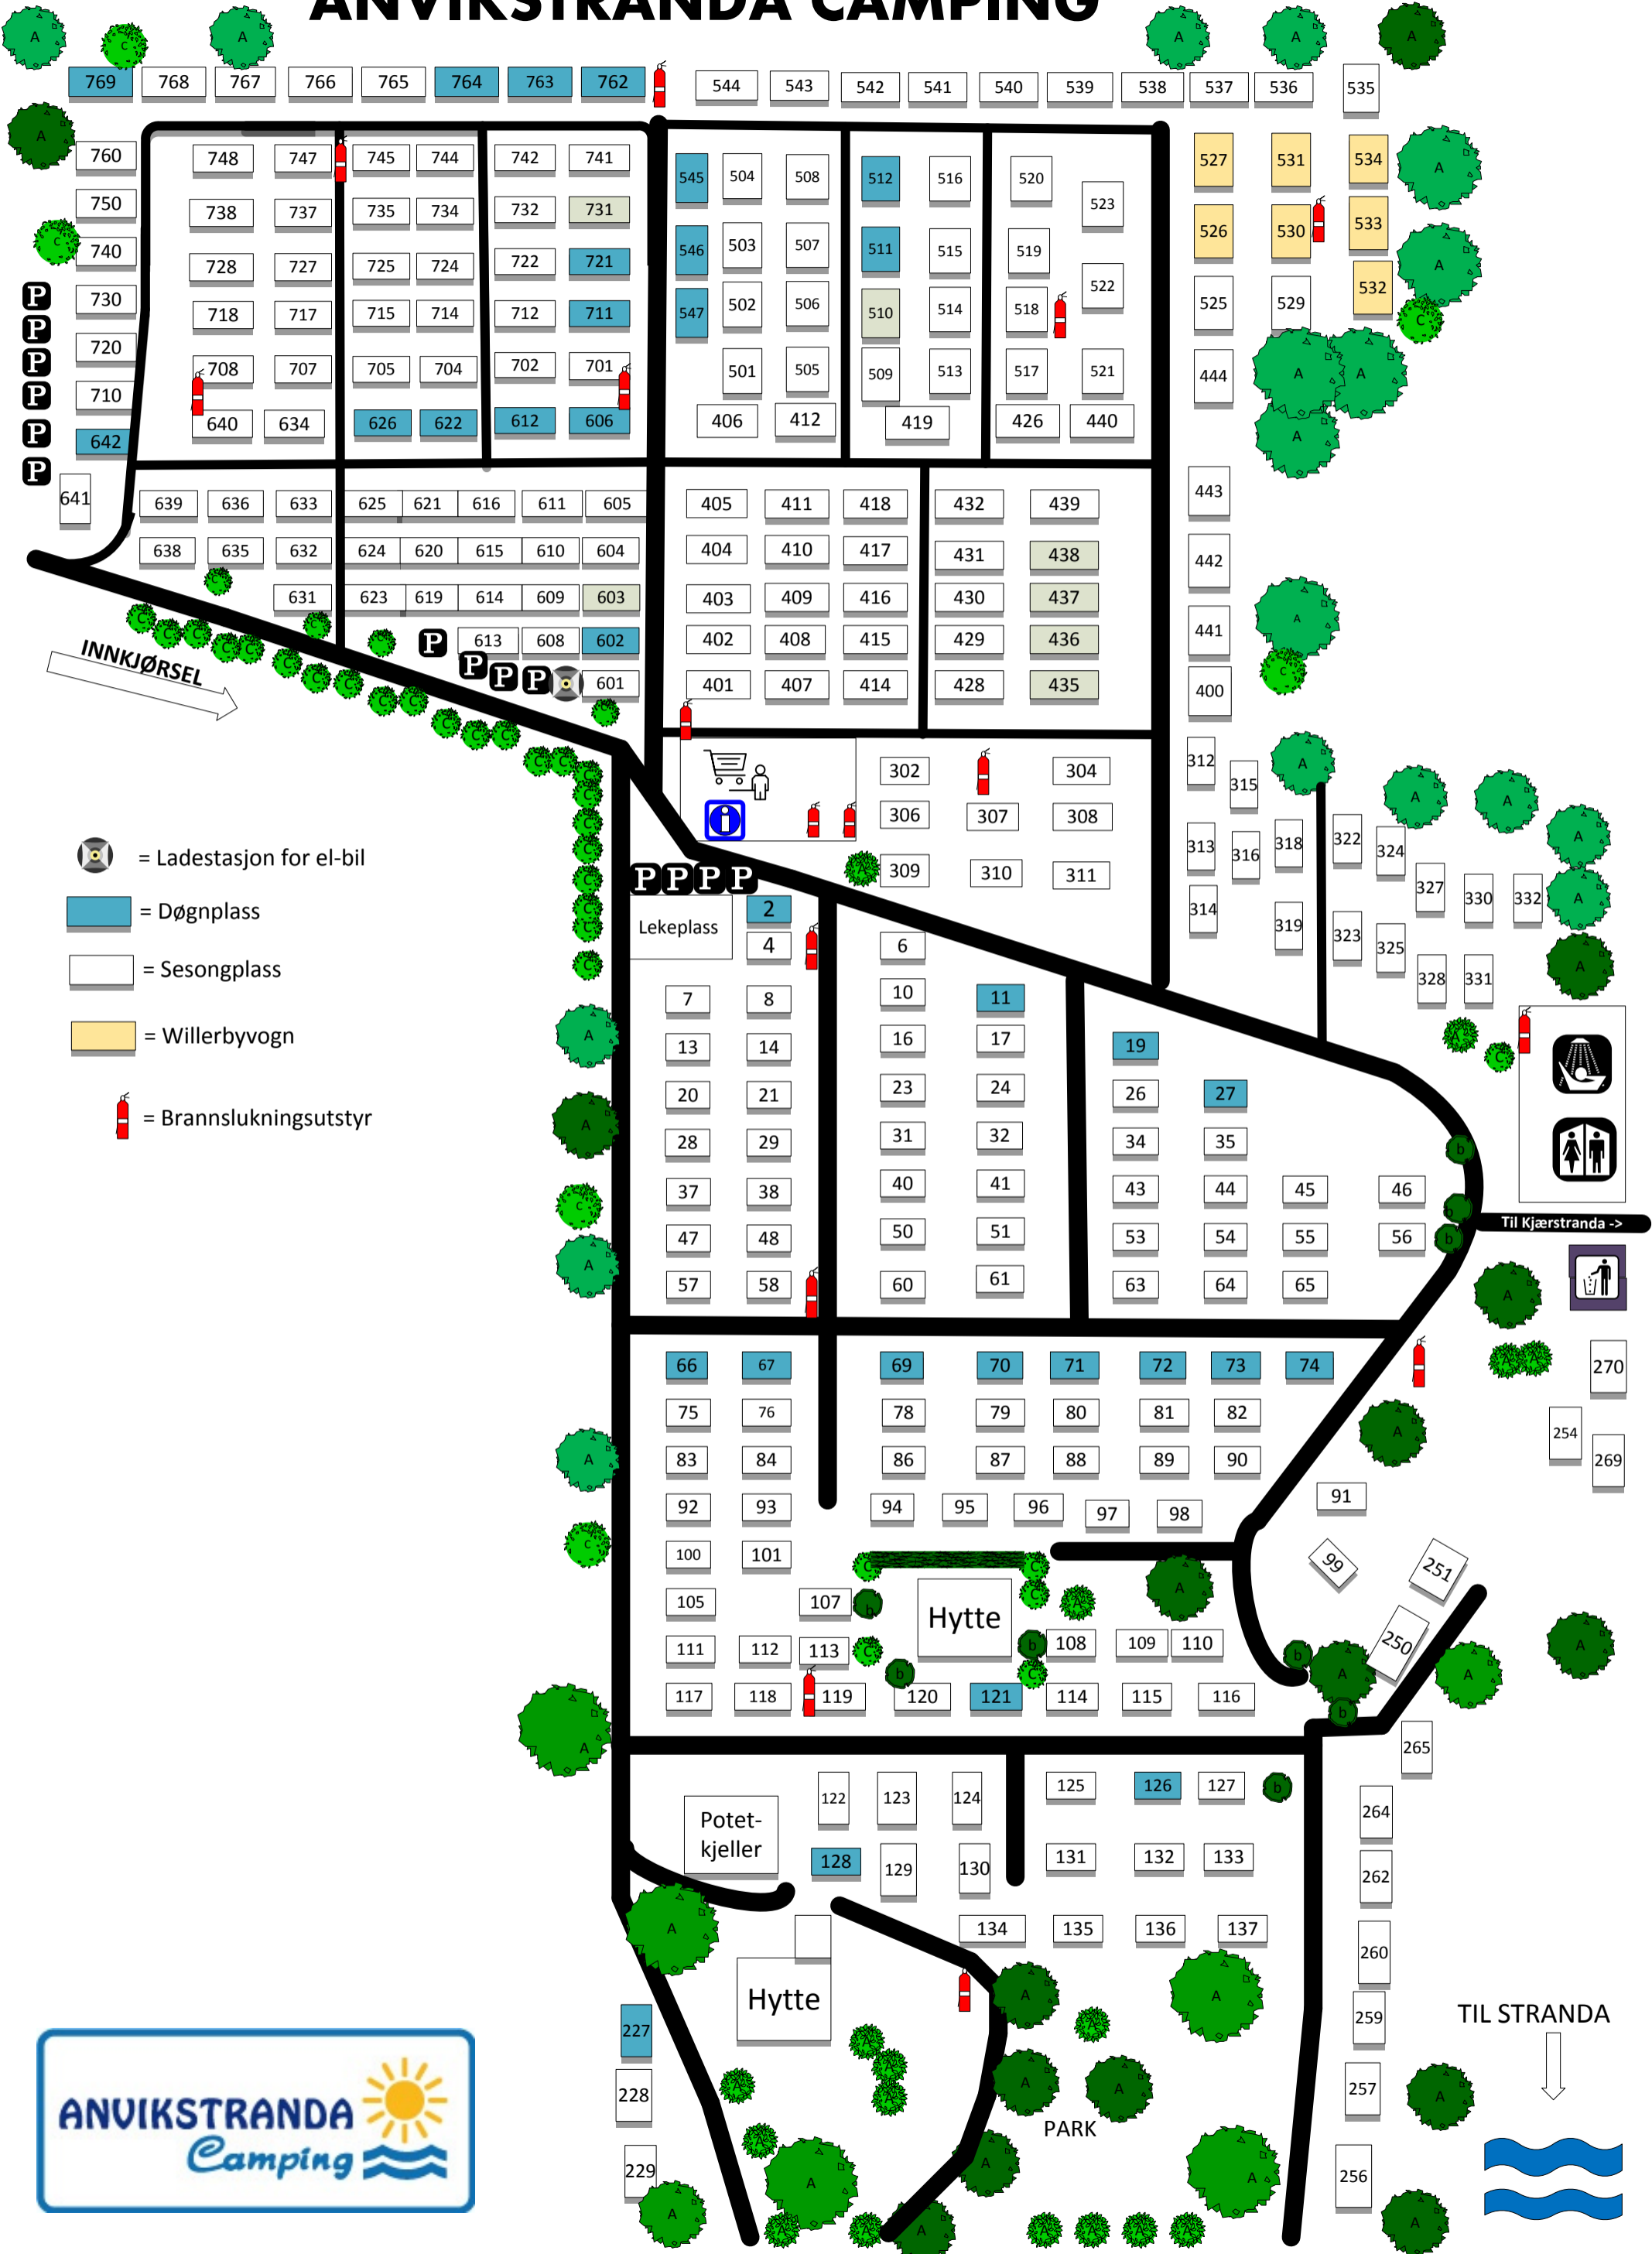 ANVIKSTRANDA CAMPING
769 768 767 766 765 764 763 762 544 543 542 541 540 539 538 537 536 535
760 748 747 745 744 742 741 545 504 508 512 516 520 523 527 531 534
750 738 737 735 734 732 731 546 503 507 511 515 519 526 530 533
740 728 727 725 724 722 721 522 532
730 718 717 715 714 712 711 547 502 506 510 514 518 525 529
720 708 707 705 704 702 701 501 505 509 513 517 521 444
710 640 634 626 622 612 606 406 412 419 426 440
642
641 639 636 633 625 621 616 611 605 405 411 418 432 439 443
638 635 632 624 620 615 610 604 404 410 417 431 438 442
631 623 619 614 609 603 403 409 416 430 437 441
613 608 602 402 408 415 429 436
601 401 407 414 428 435 400
P
P
P
P
P
P
P P P P
INNKJØRSEL
302 304 312 315
306 307 308 313 316 318 322 324
309 310 311 314 319 323 325 327 330 332
328 331
P P P P
= Ladestasjon for el-bil
= Døgnplass
= Sesongplass
= Willerbyvogn
= Brannslukningsutstyr
Lekeplass
2
4 6
7 8 10 11
13 14 16 17 19
20 21 23 24 26 27
28 29 31 32 34 35
37 38 40 41 43 44 45 46
47 48 50 51 53 54 55 56
57 58 60 61 63 64 65
Til Kjærstranda ->
66 67 69 70 71 72 73 74 270
75 76 78 79 80 81 82 254
83 84 86 87 88 89 90 269
92 93 94 95 96 97 98 91
100 101 99 251
105 107 Hytte 250
111 112 113 108 109 110
117 118 119 120 121 114 115 116
265
122 123 124 125 126 127 264
Potet-
kjeller
128 129 130 131 132 133 262
134 135 136 137 260
Hytte
227 259
TIL STRANDA
228 257
PARK
229 256
ANVIKSTRANDA
Camping